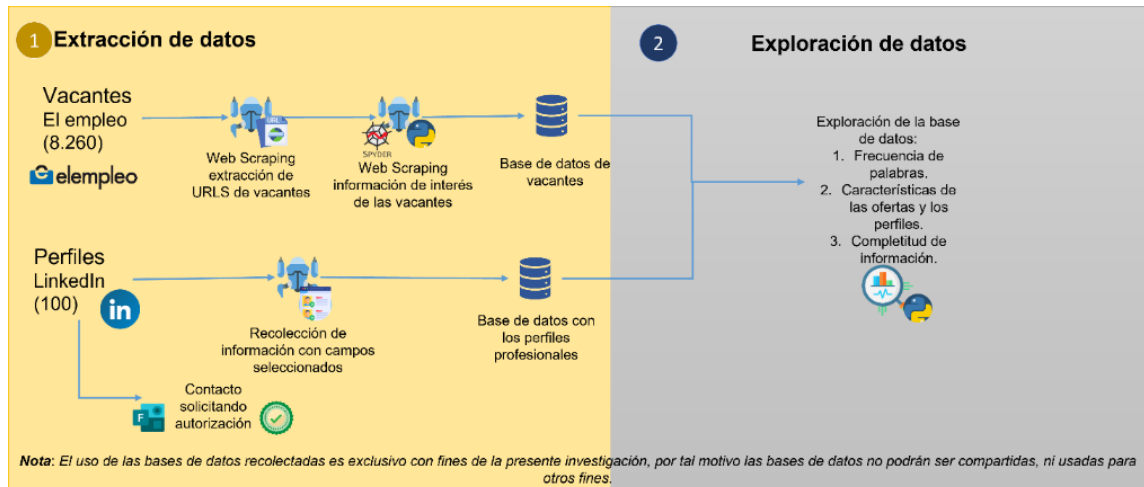 1 Extracción de datos
Vacantes
El empleo
(8.260)
elempleo
URL
Web Scraping
extracción de
URLS de vacantes
SPYDER
Web Scraping
información de interés
de las vacantes
Base de datos de
vacantes
Perfiles
LinkedIn
(100)
in
Recolección de
información con campos
seleccionados
Base de datos con
los perfiles
profesionales
F
Contacto
solicitando
autorización
2 Exploración de datos
Exploración de la base
de datos:
1. Frecuencia de
palabras.
2. Características de
las ofertas y los
perfiles.
3. Completitud de
información.
Nota: El uso de las bases de datos recolectadas es exclusivo con fines de la presente investigación, por tal motivo las bases de datos no podrán ser compartidas, ni usadas para
otros fines.